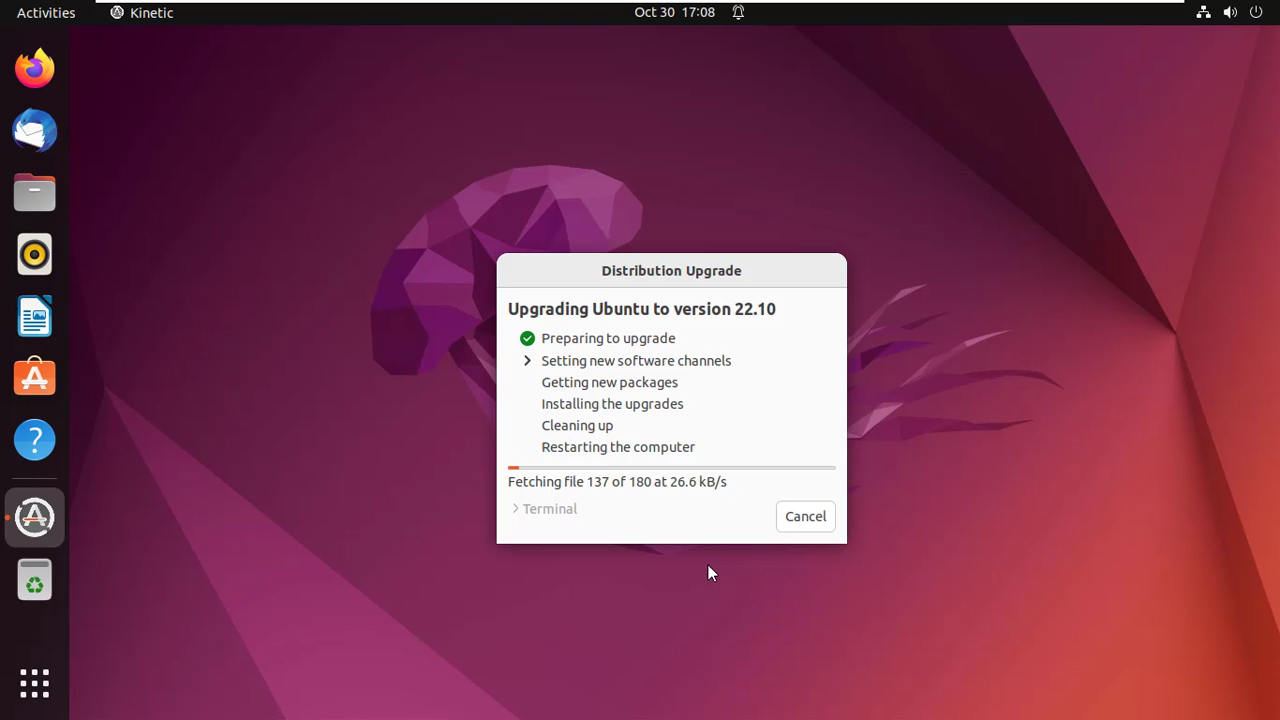 Activities
Kinetic
Oct 30 17:08
Distribution Upgrade
Upgrading Ubuntu to version 22.10
Preparing to upgrade
Setting new software channels
Getting new packages
Installing the upgrades
Cleaning up
Restarting the computer
Fetching file 137 of 180 at 26.6 kB/s
Terminal
Cancel